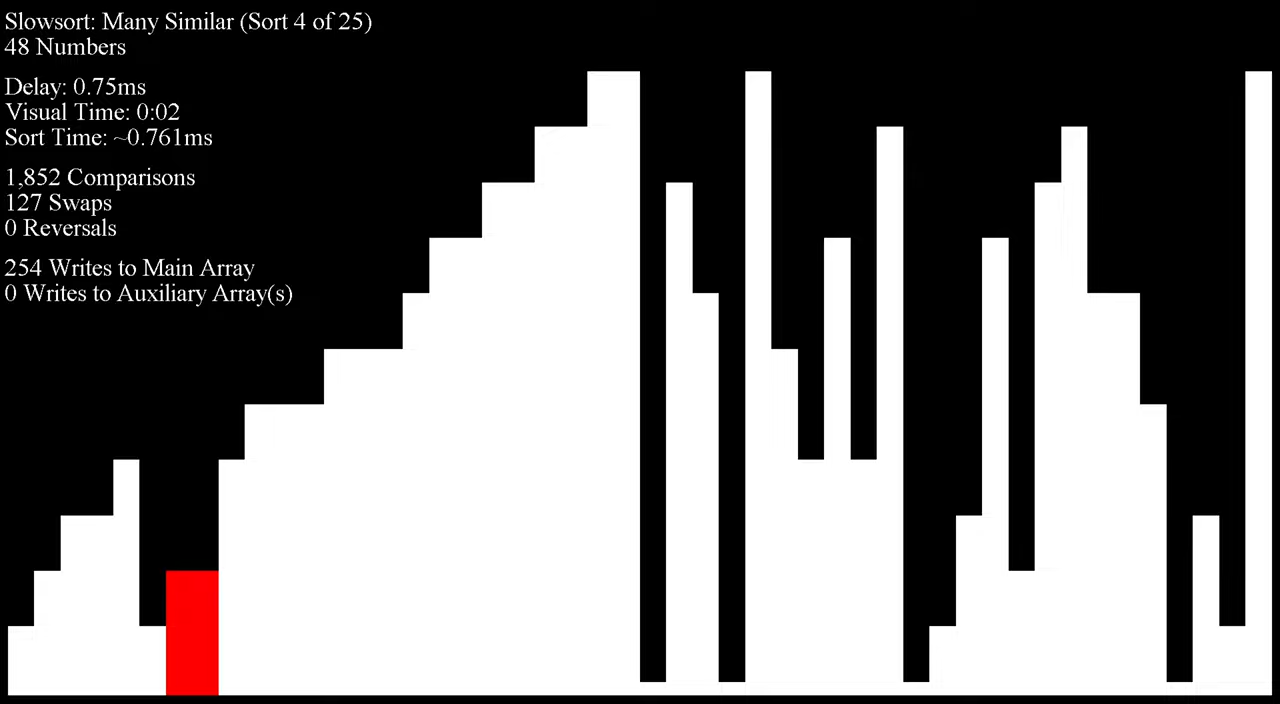 Slowsort: Many Similar (Sort 4 of 25)
48 Numbers
Delay: 0.75ms
Visual Time: 0:02
Sort Time: ~0.761ms
1,852 Comparisons
127 Swaps
0 Reversals
254 Writes to Main Array
0 Writes to Auxiliary Array(s)